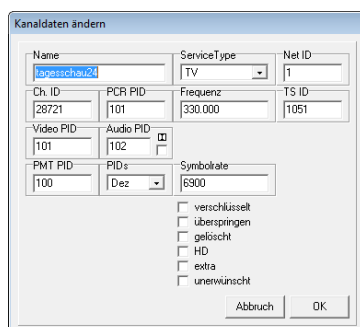 Kanaldaten ändern
Name ServiceType Net ID
tagesschau24 TV 1
Ch. ID PCR PID Frequenz TS ID
28721 101 330.000 1051
Video PID Audio PID
101 102
PMT PID PIDs Symbolrate
100 Dez 6900
verschlüsselt
überspringen
gelöscht
HD
extra
unerwünscht
Abbruch OK